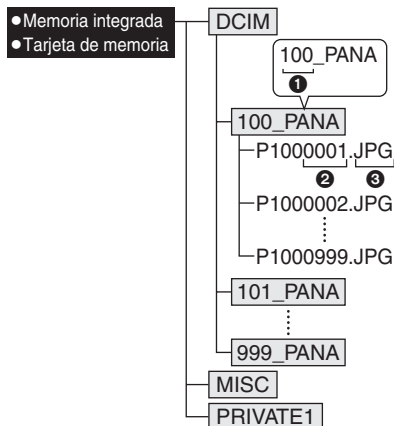 ●Memoria integrada
●Tarjeta de memoria
DCIM
100_PANA
❶
100_PANA
P1000001.JPG
❷ ❸
P1000002.JPG
P1000999.JPG
101_PANA
999_PANA
MISC
PRIVATE1